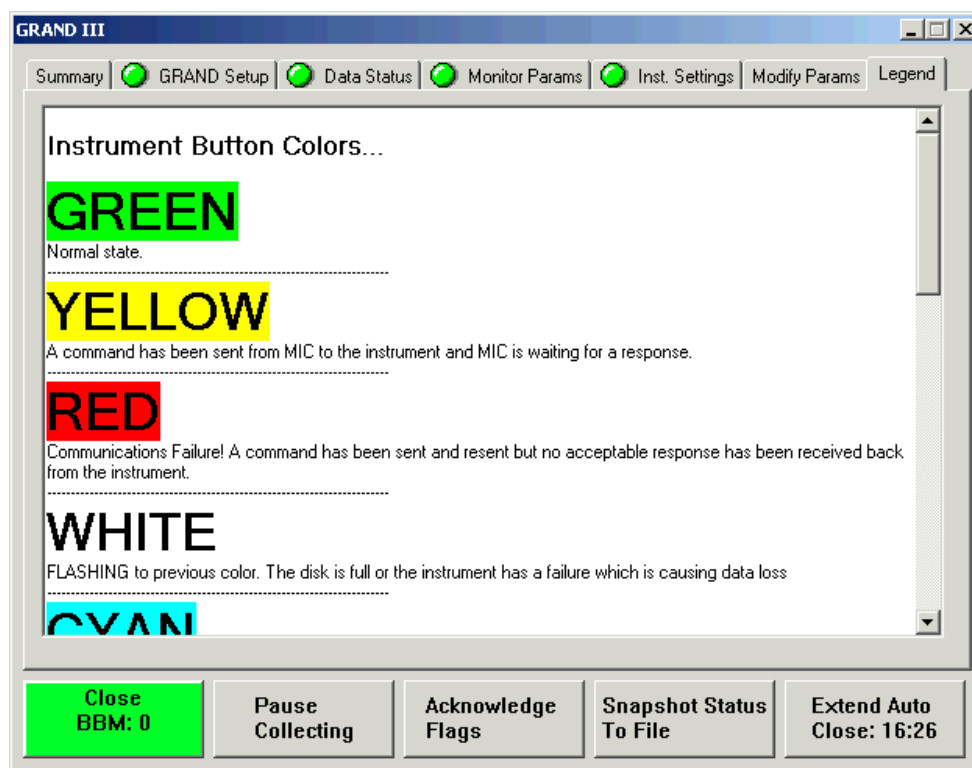 GRAND III
Summary GRAND Setup Data Status Monitor Params Inst. Settings Modify Params Legend
Instrument Button Colors...
GREEN
Normal state.
--------------------------------------------------------------------------
YELLOW
A command has been sent from MIC to the instrument and MIC is waiting for a response.
--------------------------------------------------------------------------
RED
Communications Failure! A command has been sent and resent but no acceptable response has been received back
from the instrument.
--------------------------------------------------------------------------
WHITE
FLASHING to previous color. The disk is full or the instrument has a failure which is causing data loss
--------------------------------------------------------------------------
CYAN
Close
BBM: 0
Pause
Collecting
Acknowledge
Flags
Snapshot Status
To File
Extend Auto
Close: 16:26